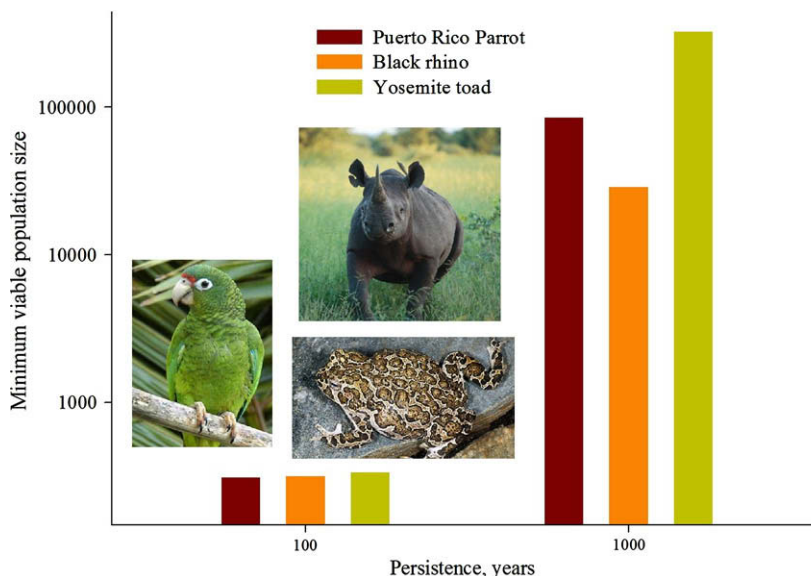 Puerto Rico Parrot
Black rhino
Yosemite toad
Minimum viable population size
100000
10000
1000
100
1000
Persistence, years